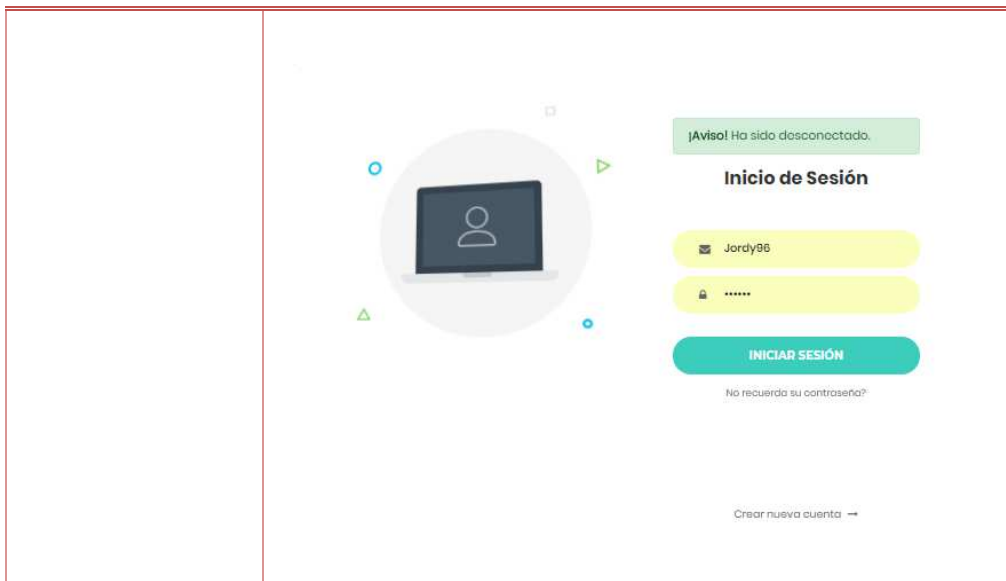 ¡Aviso! Ha sido desconectado.
Inicio de Sesión
Jordy96
••••••
INICIAR SESIÓN
No recuerda su contraseña?
Crear nueva cuenta →